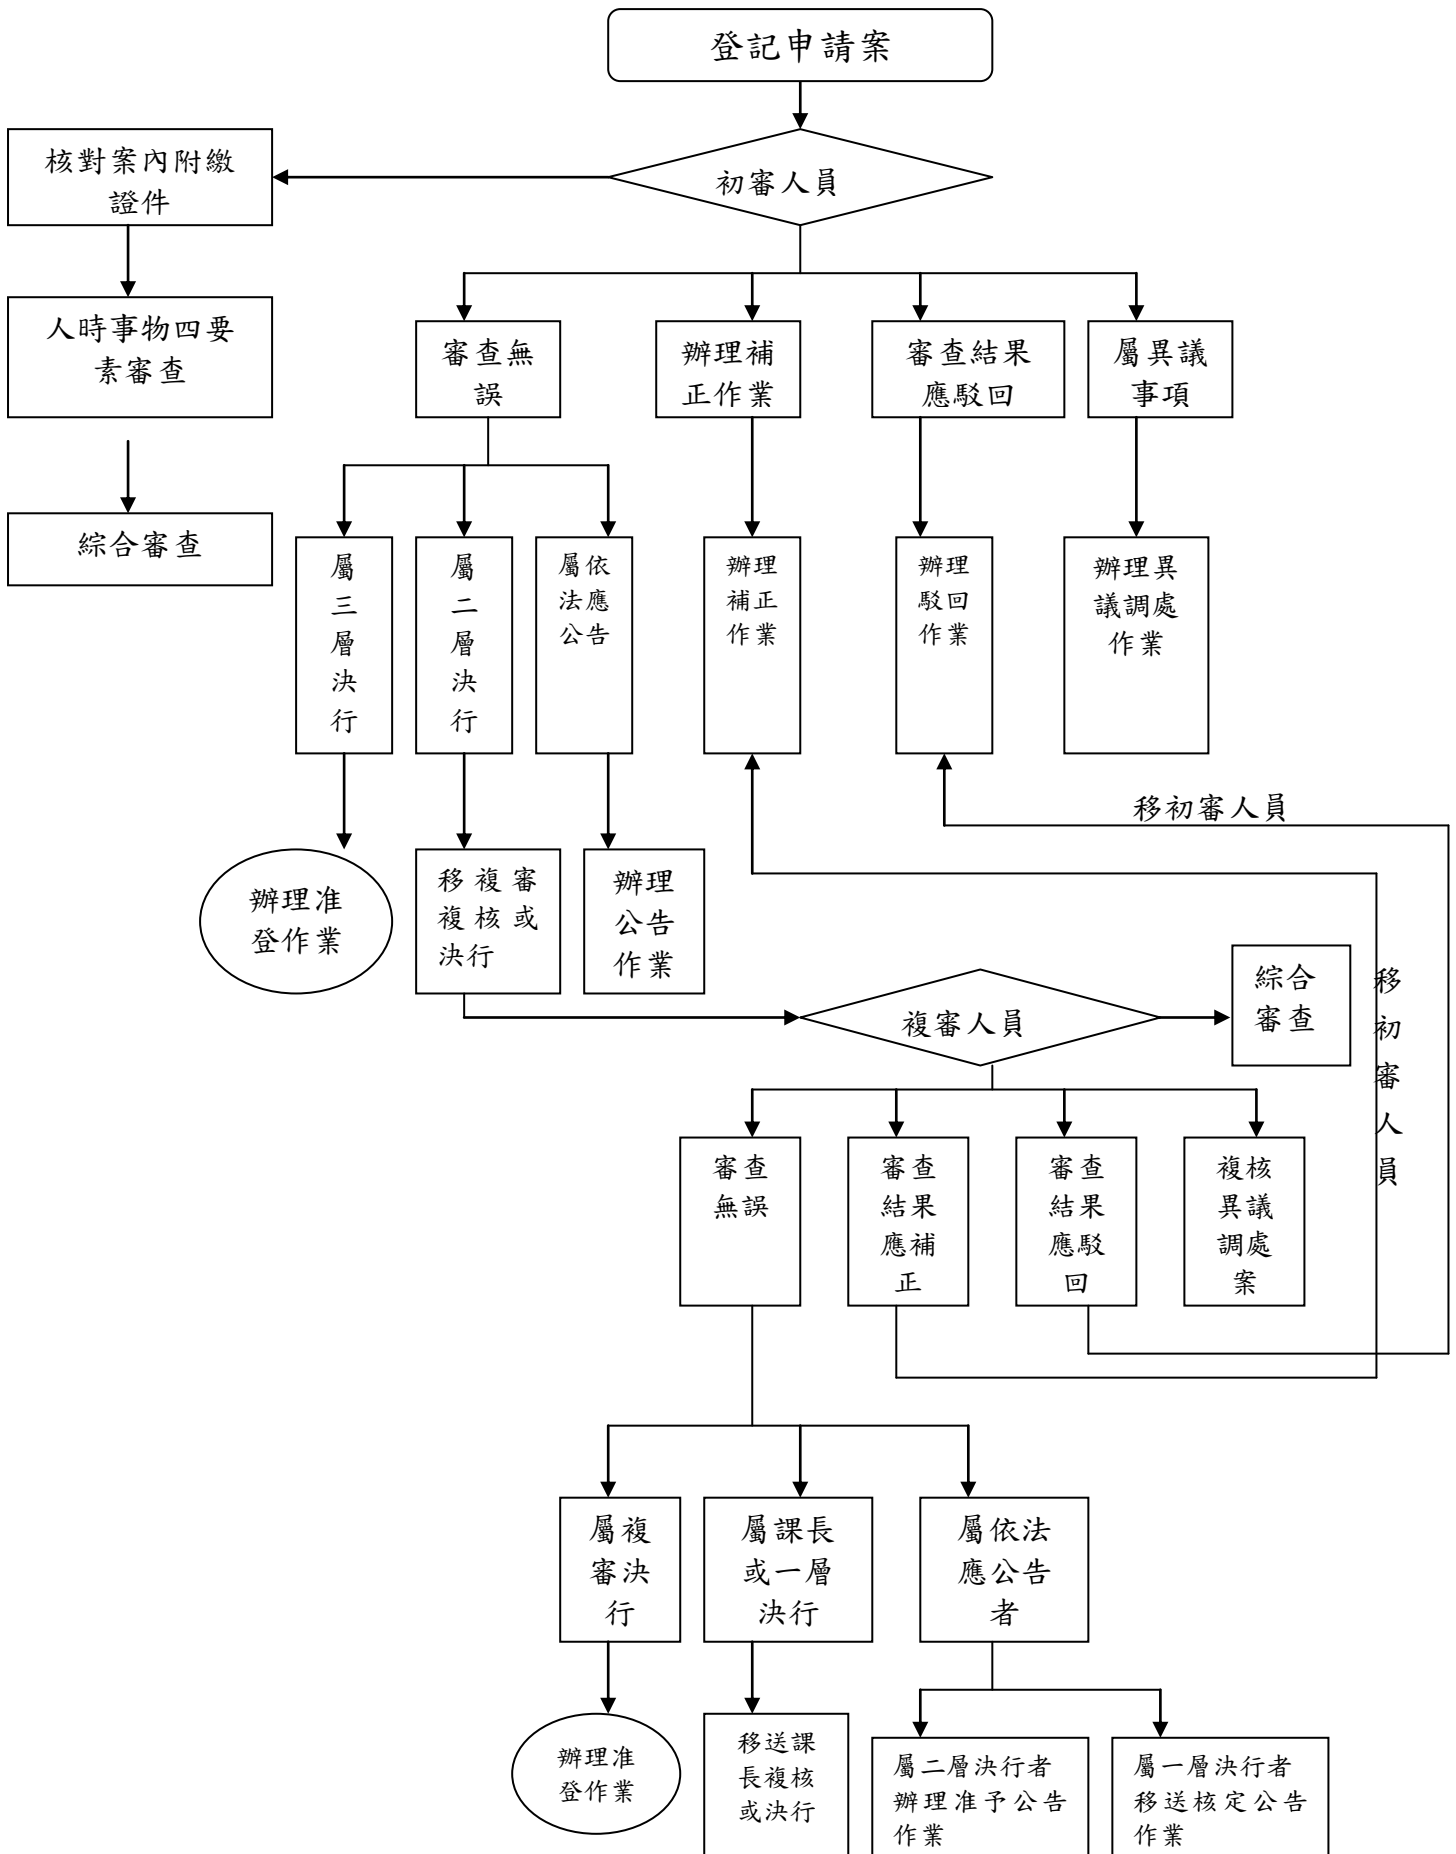 登記申請案
初審人員
核對案內附繳
證件
人時事物四要
素審查
綜合審查
審查無
誤
辦理補
正作業
審查結果
應駁回
屬異議
事項
屬
三
層
決
行
屬
二
層
決
行
屬依
法應
公告
辦理
補正
作業
辦理
駁回
作業
辦理異
議調處
作業
移初審人員
辦理准
登作業
移複審
複核或
決行
辦理
公告
作業
複審人員
綜合
審查
移
初
審
人
員
審查
無誤
審查
結果
應補
正
審查
結果
應駁
回
複核
異議
調處
案
屬複
審決
行
屬課長
或一層
決行
屬依法
應公告
者
辦理准
登作業
移送課
長複核
或決行
屬二層決行者
辦理准予公告
作業
屬一層決行者
移送核定公告
作業